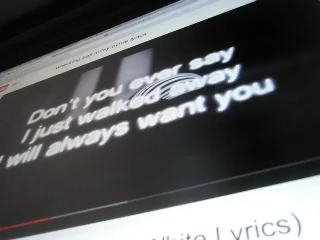 Don't you ever say
I just walked away
I will always want you
White Lyrics)